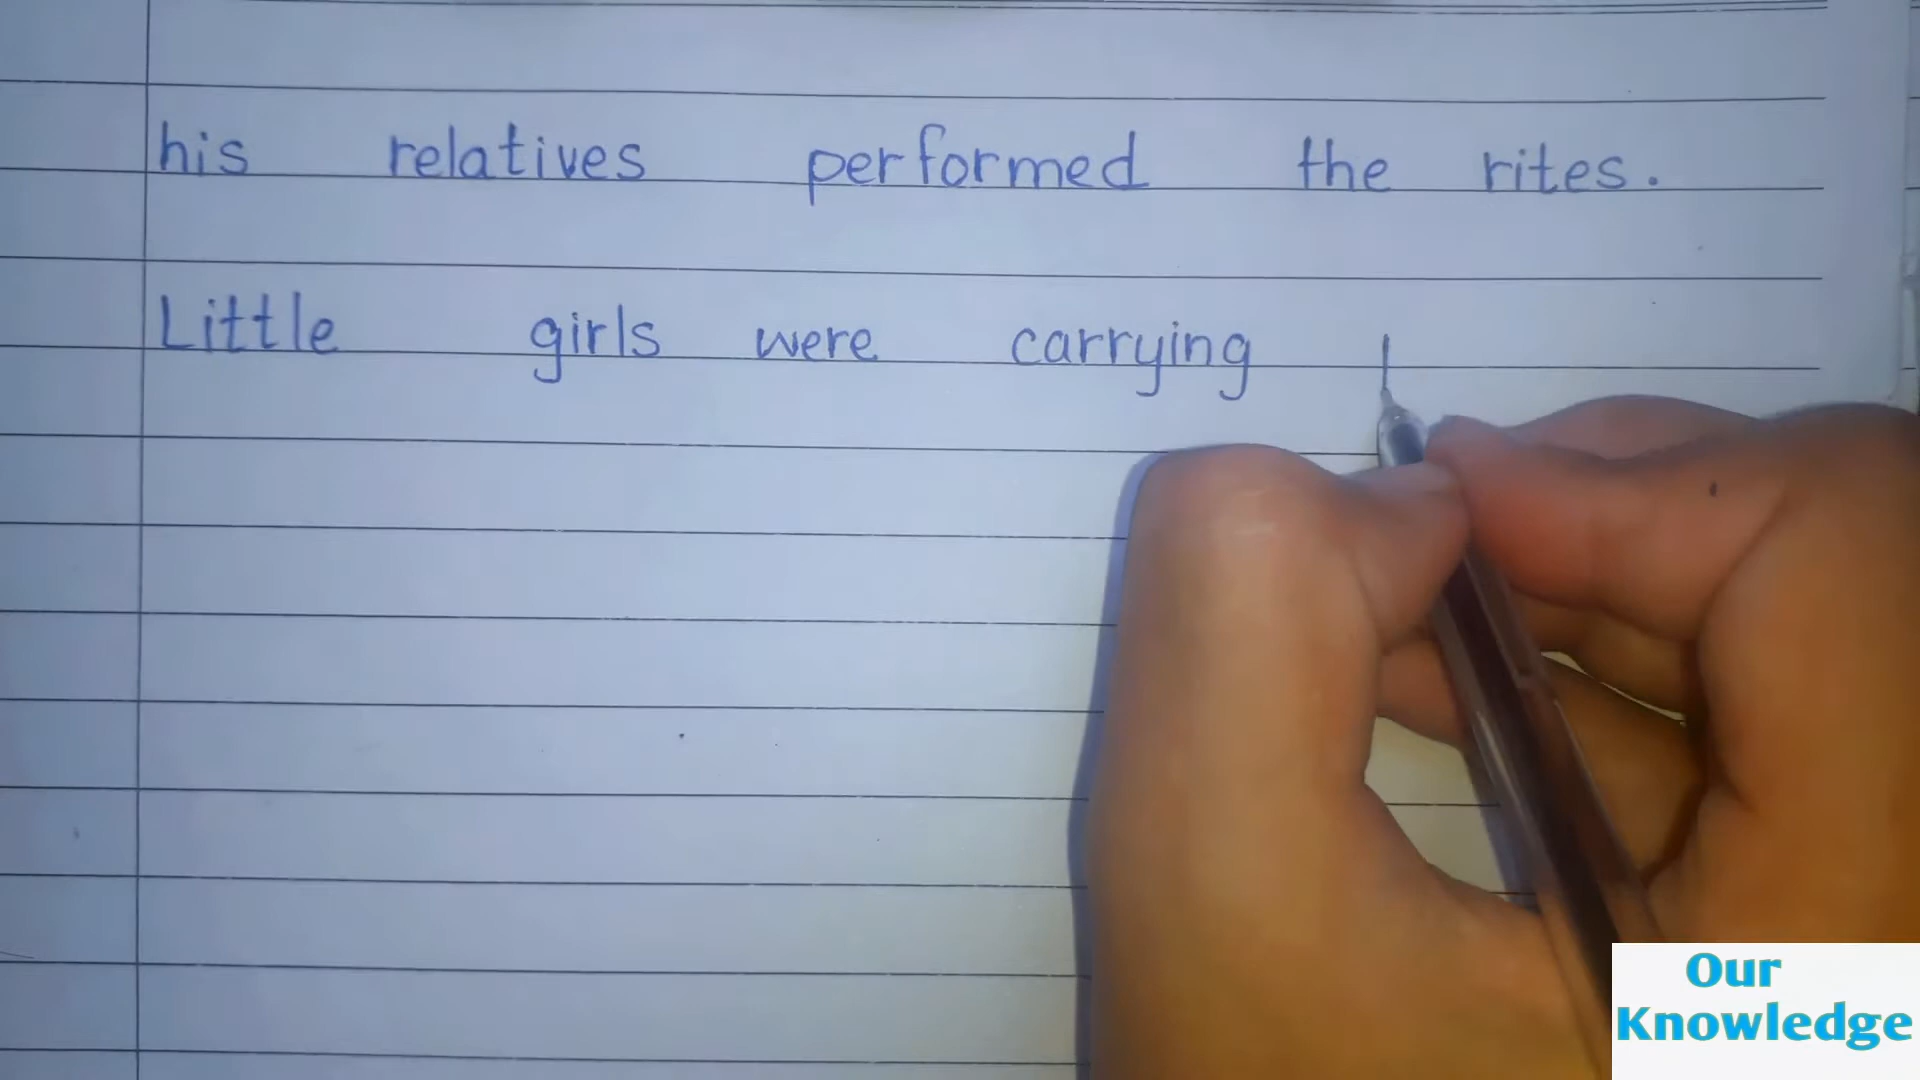 his relatives performed the rites.
Little girls were carrying
Our
Knowledge